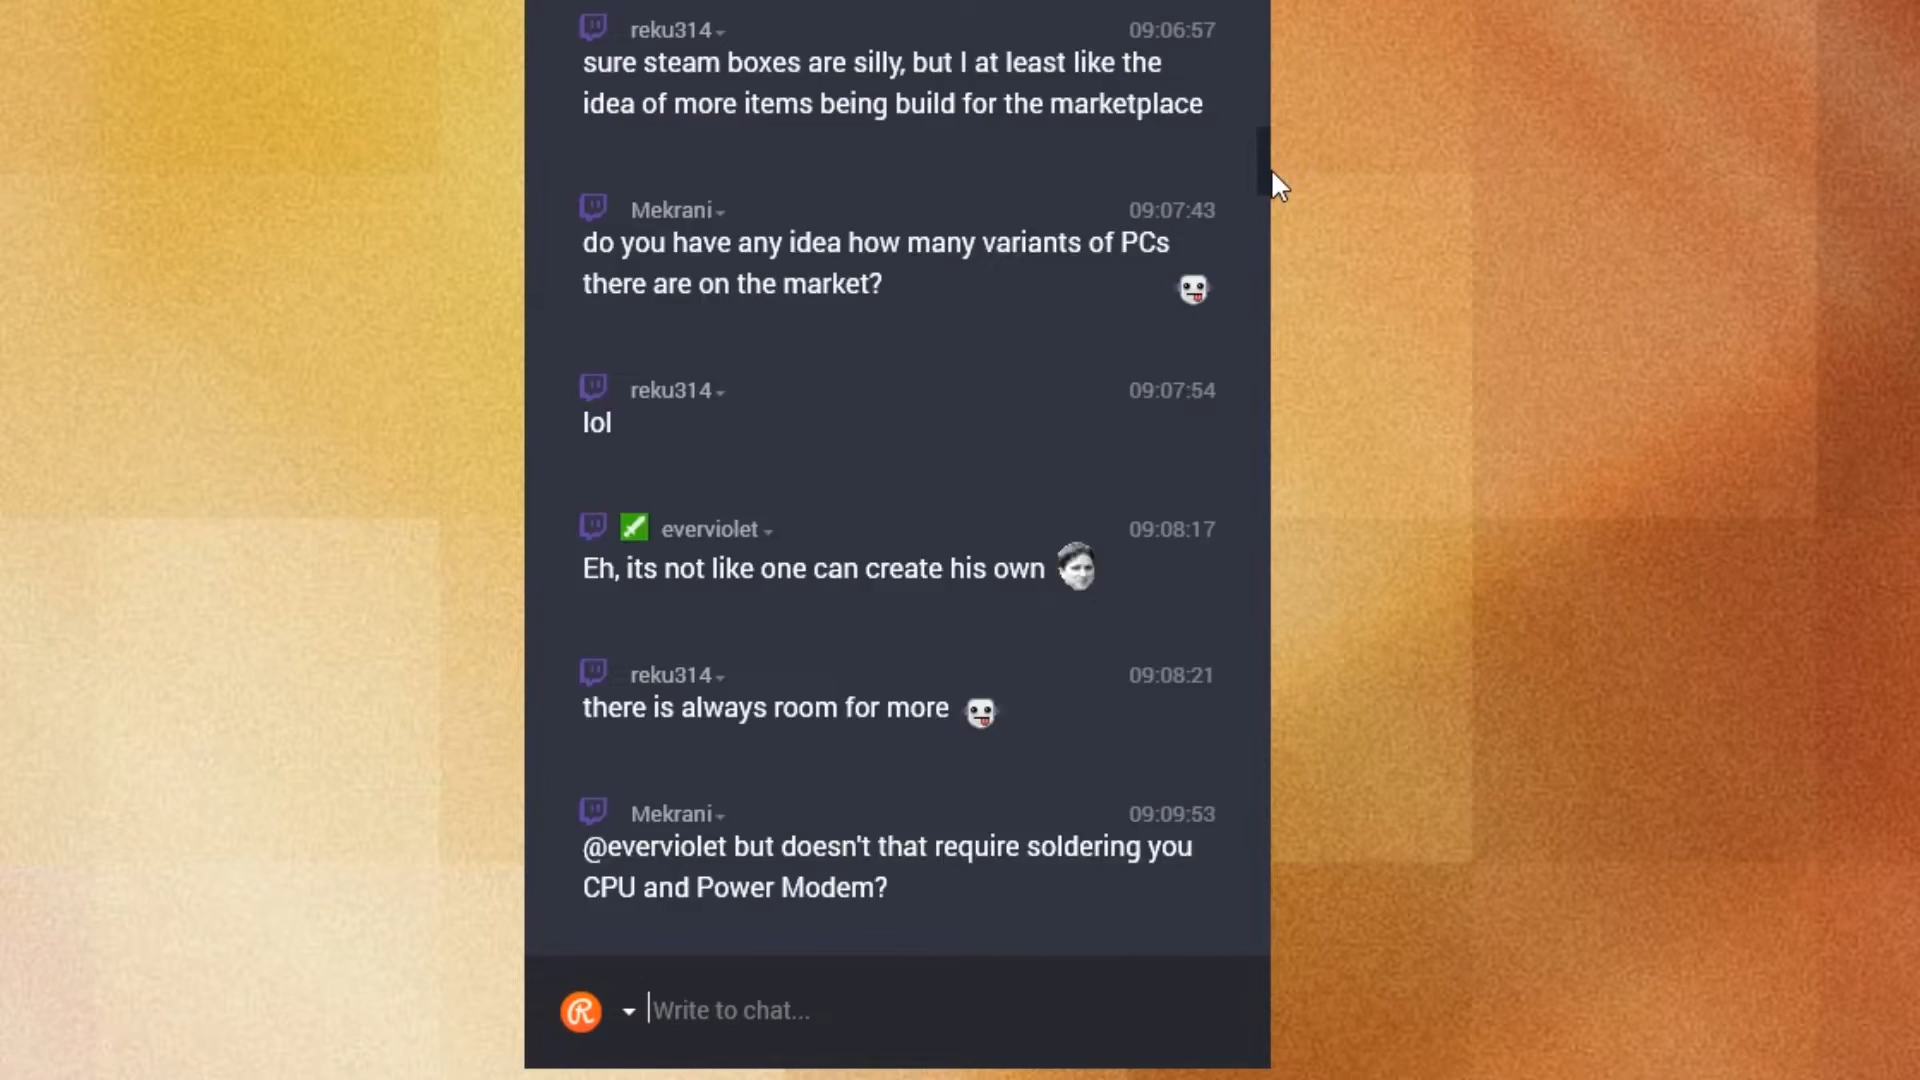 reku314 09:06:57
sure steam boxes are silly, but I at least like the
idea of more items being build for the marketplace
Mekrani 09:07:43
do you have any idea how many variants of PCs
there are on the market?
reku314 09:07:54
lol
everviolet 09:08:17
Eh, its not like one can create his own
reku314 09:08:21
there is always room for more
Mekrani 09:09:53
@everviolet but doesn't that require soldering you
CPU and Power Modem?
Write to chat...